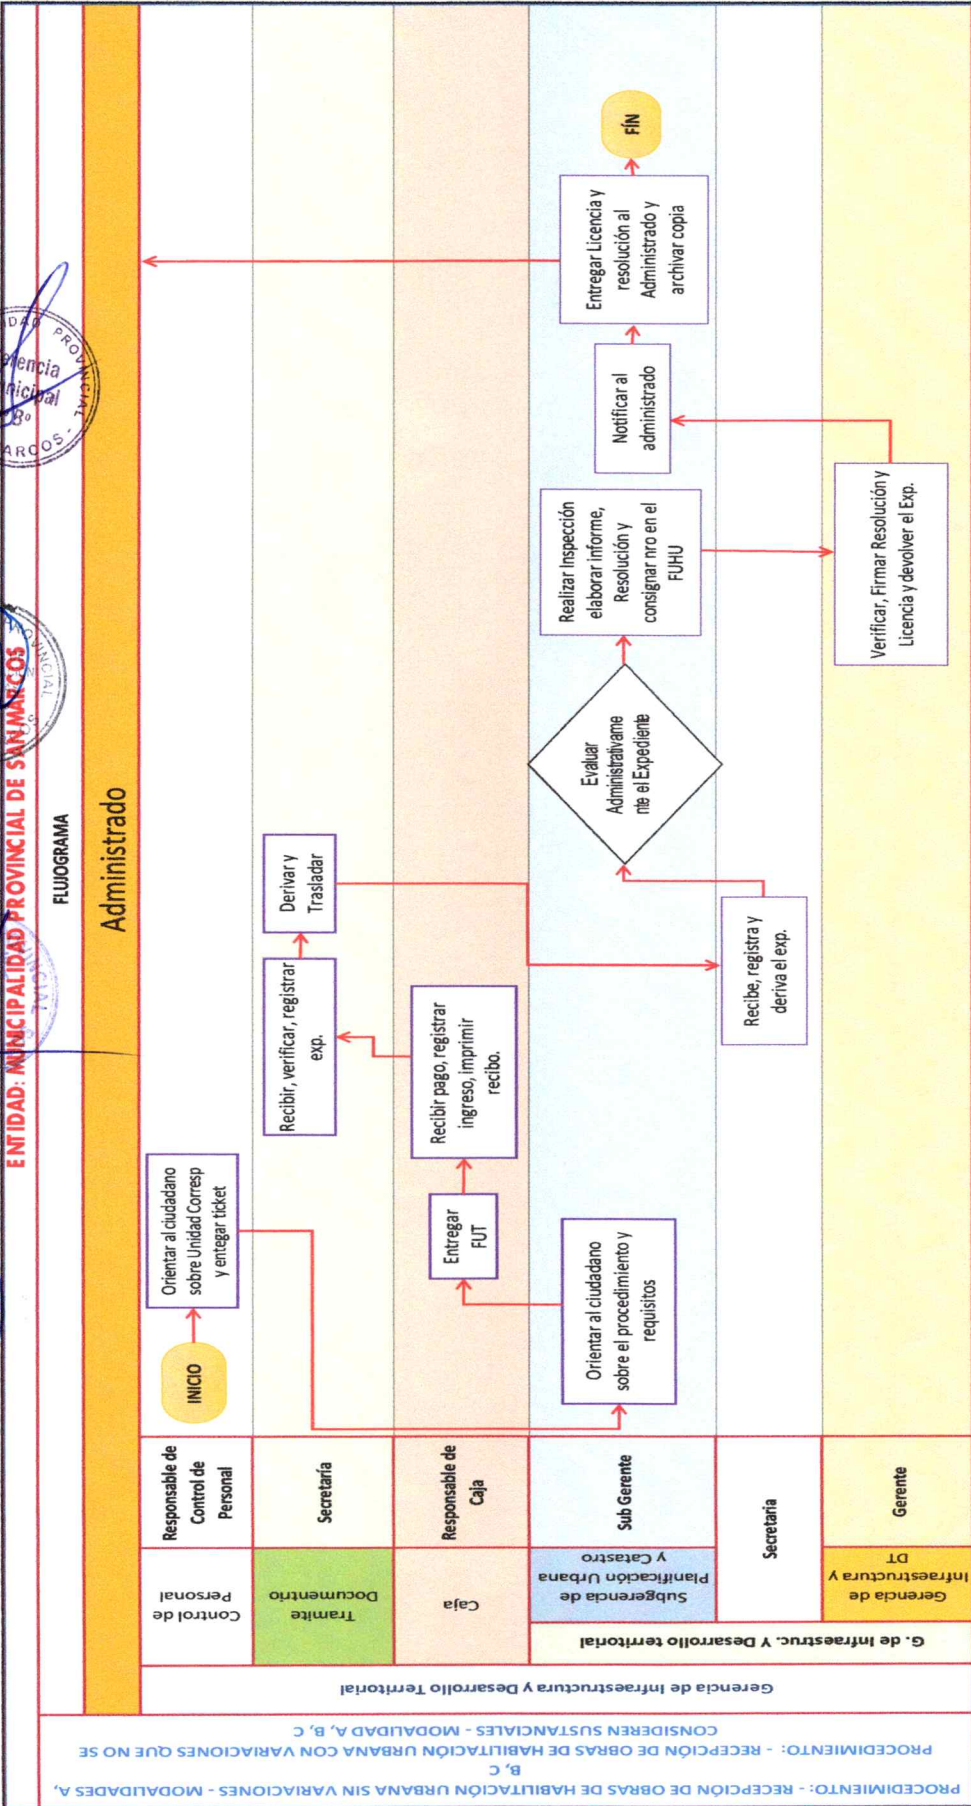 ENTIDAD: MUNICIPALIDAD PROVINCIAL DE SAN MARCOS
FLUJOGRAMA
Administrado
PROCEDIMIENTO: - RECEPCIÓN DE OBRAS DE HABILITACIÓN URBANA SIN VARIACIONES - MODALIDADES A,
B, C
PROCEDIMIENTO: - RECEPCIÓN DE OBRAS DE HABILITACIÓN URBANA CON VARIACIONES QUE NO SE
CONSIDEREN SUSTANCIALES - MODALIDAD A, B, C
Gerencia de Infraestructura y Desarrollo Territorial
G. de Infraestruc. Y Desarrollo territorial
Control de
Personal
Responsable de
Control de
Personal
INICIO
Orientar al ciudadano
sobre Unidad Corresp
y entegar ticket
Tramite
Documentrio
Secretaría
Recibir, verificar, registrar
exp.
Derivar y
Trasladar
Caja
Responsable de
Caja
Entregar
FUT
Recibir pago, registrar
ingreso, imprimir
recibo.
Subgerencia de
Planificación Urbana
y Catastro
Sub Gerente
Orientar al ciudadano
sobre el procedimiento y
requisitos
Evaluar
Administrativame
nte el Expediente
Realizar Inspección
elaborar informe,
Resolución y
consignar nro en el
FUHU
Notificar al
administrado
Entregar Licencia y
resolución al
Administrado y
archivar copia
FÍN
Secretaria
Recibe, registra y
deriva el exp.
Gerencia de
Infraestructura y
DT
Gerente
Verificar, Firmar Resolución y
Licencia y devolver el Exp.
PROVINCIAL
PROVINCIAL